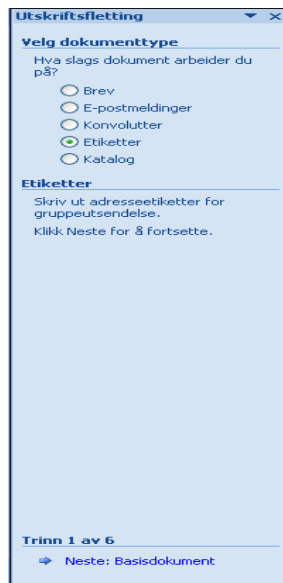 Utskriftsfletting
Velg dokumenttype
Hva slags dokument arbeider du
på?
Brev
E-postmeldinger
Konvolutter
Etiketter
Katalog
Etiketter
Skriv ut adresseetiketter for
gruppeutsendelse.
Klikk Neste for å fortsette.
Trinn 1 av 6
Neste: Basisdokument